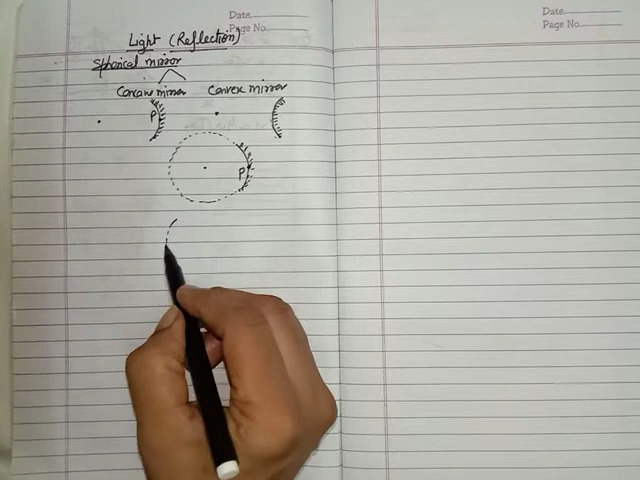 Date
Page No.
Light (Reflection)
Spherical mirror
Concave mirror Convex mirror
P
P
Date
Page No.